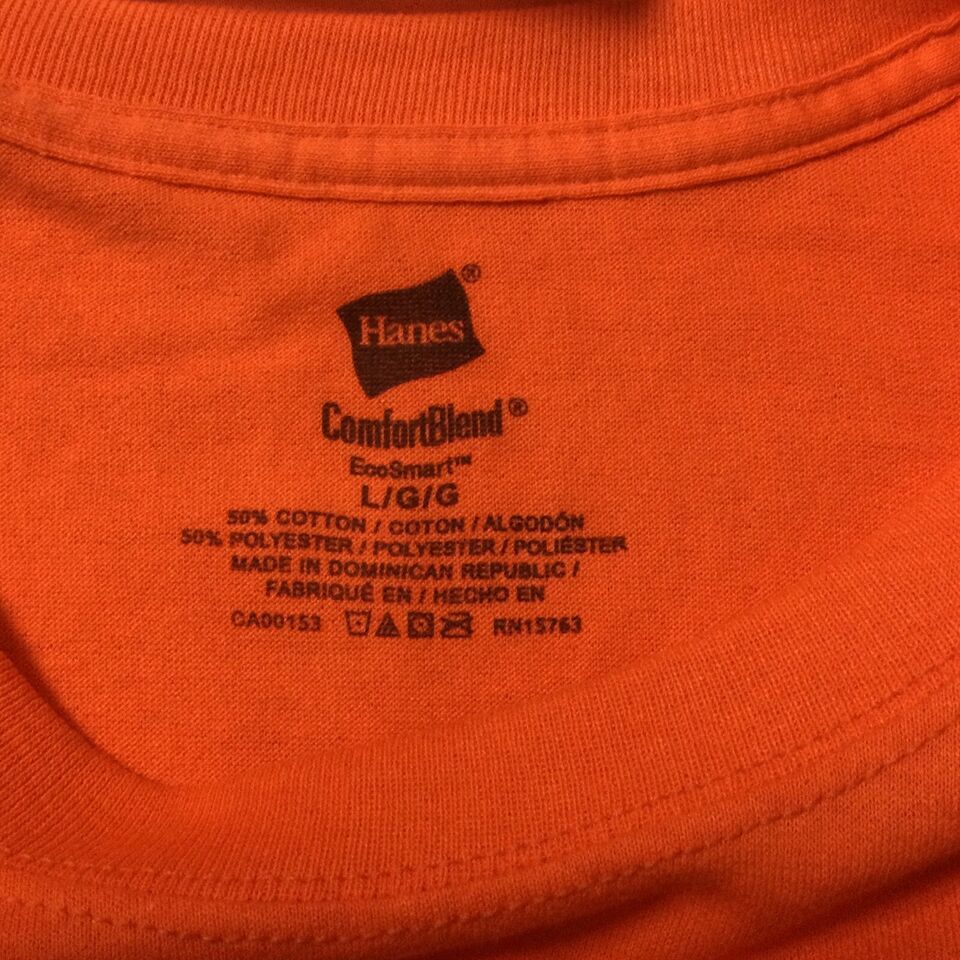 Hanes®
ComfortBlend®
EcoSmart™
L/G/G
50% COTTON / COTON / ALGODÓN
50% POLYESTER / POLYESTER / POLIÉSTER
MADE IN DOMINICAN REPUBLIC /
FABRIQUÉ EN / HECHO EN
CA00153 RN15763